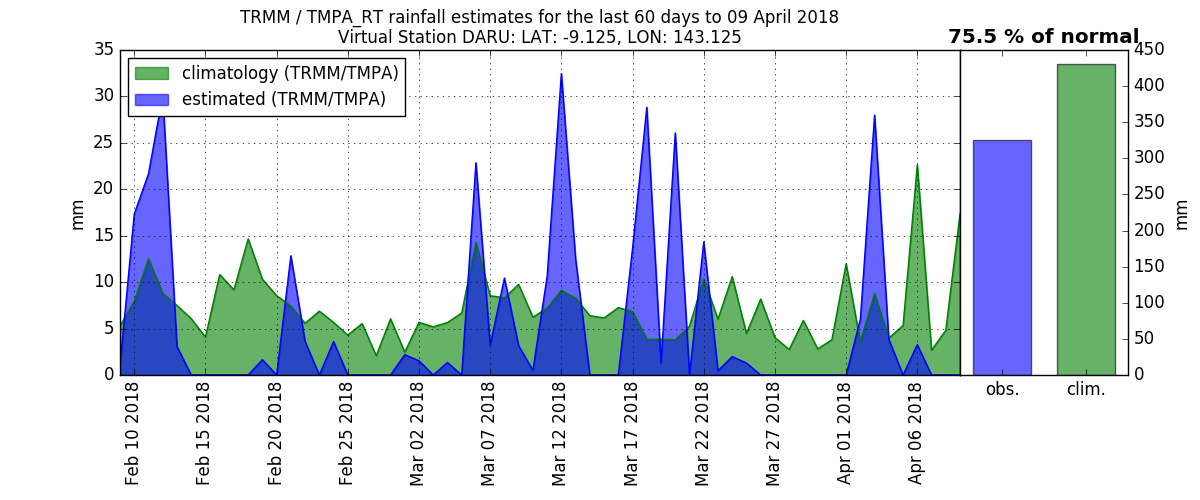 TRMM / TMPA_RT rainfall estimates for the last 60 days to 09 April 2018
Virtual Station DARU: LAT: -9.125, LON: 143.125
75.5 % of normal
climatology (TRMM/TMPA)
estimated (TRMM/TMPA)
35
30
25
20
15
10
5
0
mm
Feb 10 2018
Feb 15 2018
Feb 20 2018
Feb 25 2018
Mar 02 2018
Mar 07 2018
Mar 12 2018
Mar 17 2018
Mar 22 2018
Mar 27 2018
Apr 01 2018
Apr 06 2018
obs.
clim.
450
400
350
300
250
200
150
100
50
0
mm